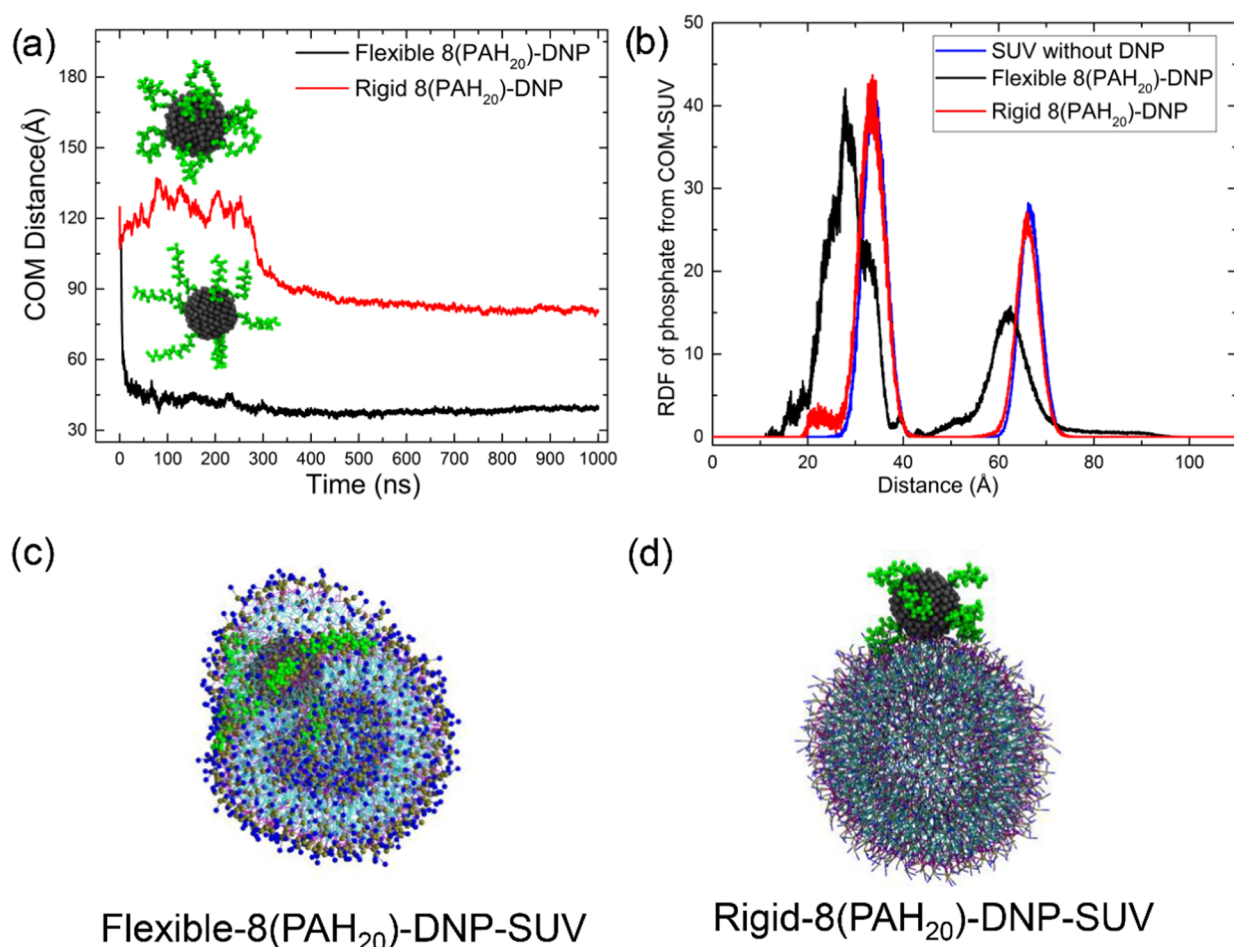 (a)
Flexible 8(PAH₂₀)-DNP
Rigid 8(PAH₂₀)-DNP
COM Distance(Å)
180
150
120
90
60
30
0 100 200 300 400 500 600 700 800 900 1000
Time (ns)
(b)
SUV without DNP
Flexible 8(PAH₂₀)-DNP
Rigid 8(PAH₂₀)-DNP
RDF of phosphate from COM-SUV
50
40
30
20
10
0
0 20 40 60 80 100
Distance (Å)
(c)
Flexible-8(PAH₂₀)-DNP-SUV
(d)
Rigid-8(PAH₂₀)-DNP-SUV